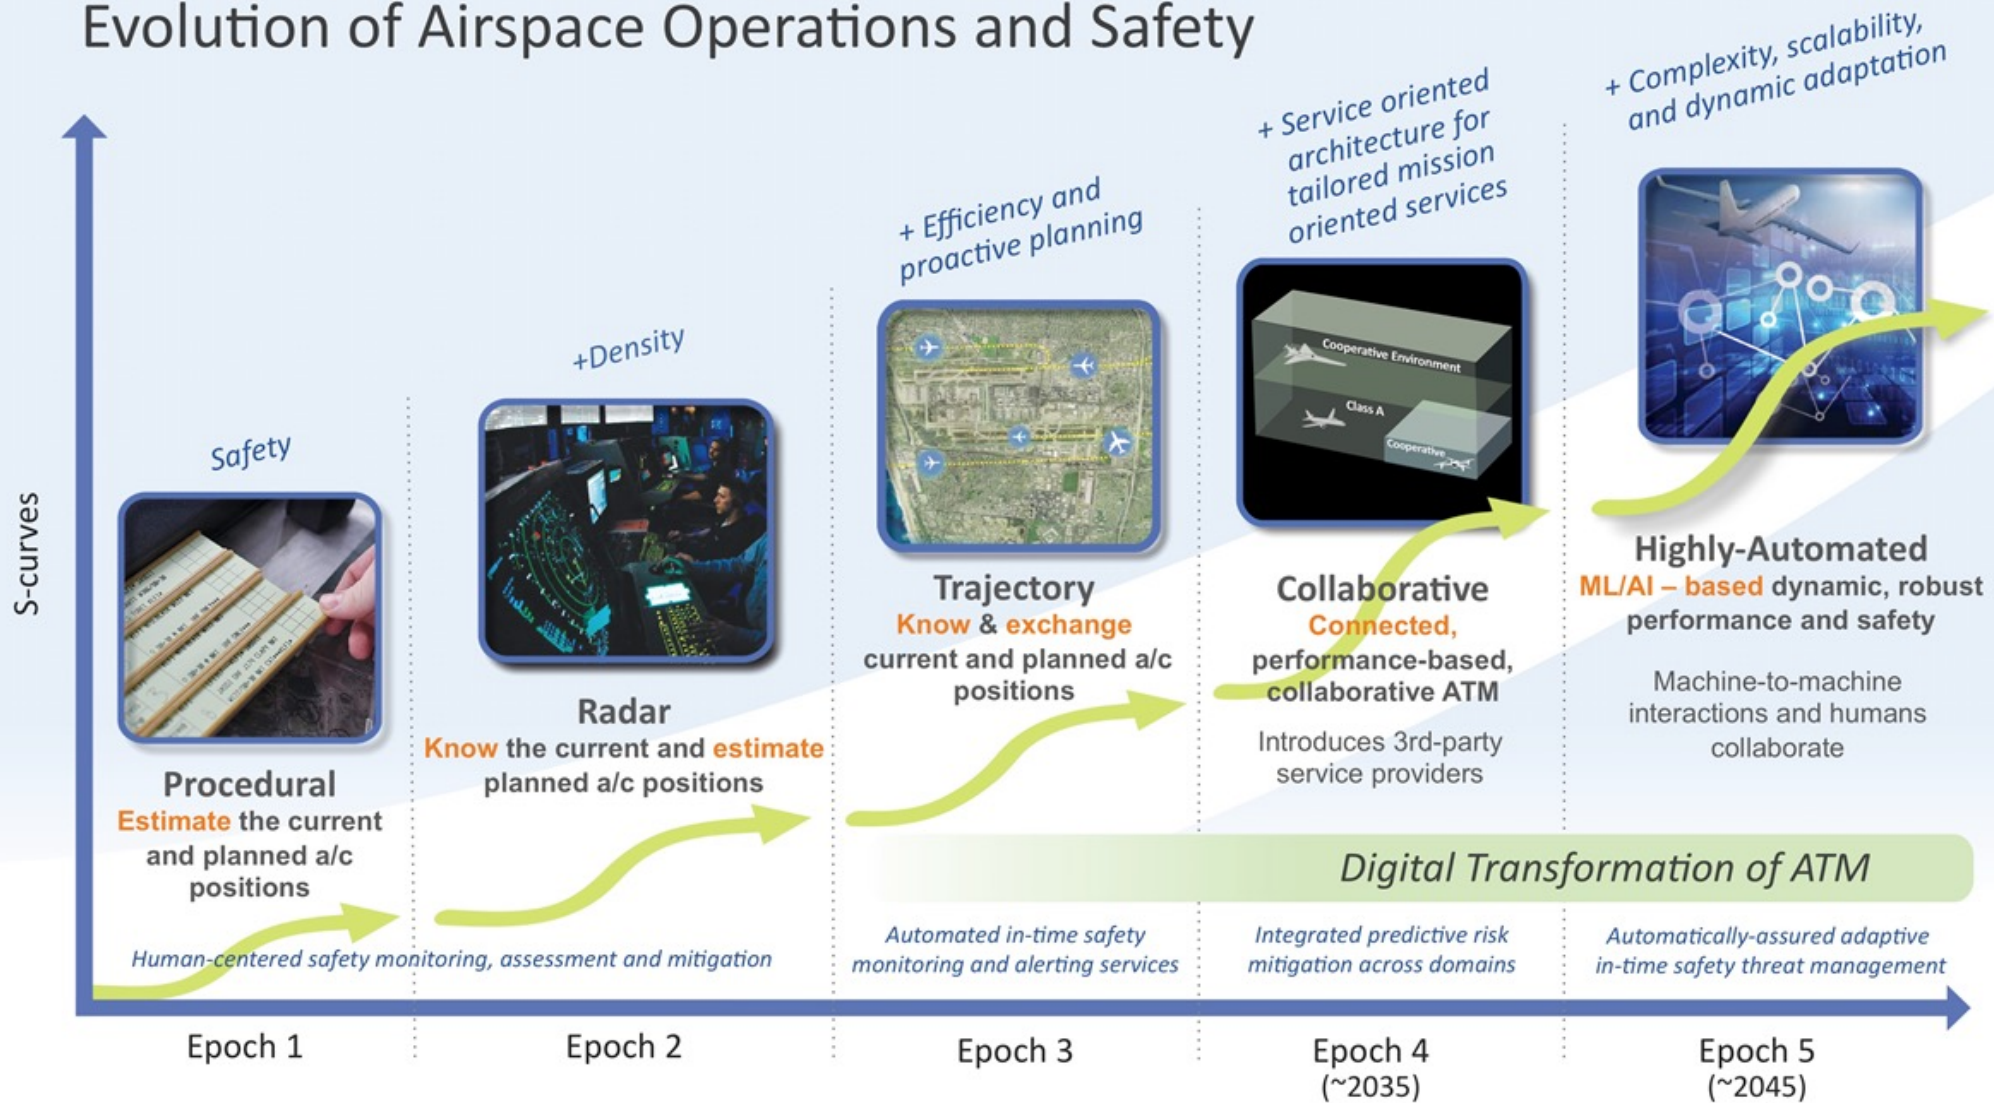 Evolution of Airspace Operations and Safety
S-curves
Safety
Procedural
Estimate the current
and planned a/c
positions
+Density
Radar
Know the current and estimate
planned a/c positions
Human-centered safety monitoring, assessment and mitigation
+ Efficiency and
proactive planning
Trajectory
Know & exchange
current and planned a/c
positions
Automated in-time safety
monitoring and alerting services
+ Service oriented
architecture for
tailored mission
oriented services
Cooperative Environment
Class A
Cooperative
Collaborative
Connected,
performance-based,
collaborative ATM
Introduces 3rd-party
service providers
Integrated predictive risk
mitigation across domains
+ Complexity, scalability,
and dynamic adaptation
Highly-Automated
ML/AI – based dynamic, robust
performance and safety
Machine-to-machine
interactions and humans
collaborate
Digital Transformation of ATM
Automatically-assured adaptive
in-time safety threat management
Epoch 1
Epoch 2
Epoch 3
Epoch 4
(~2035)
Epoch 5
(~2045)